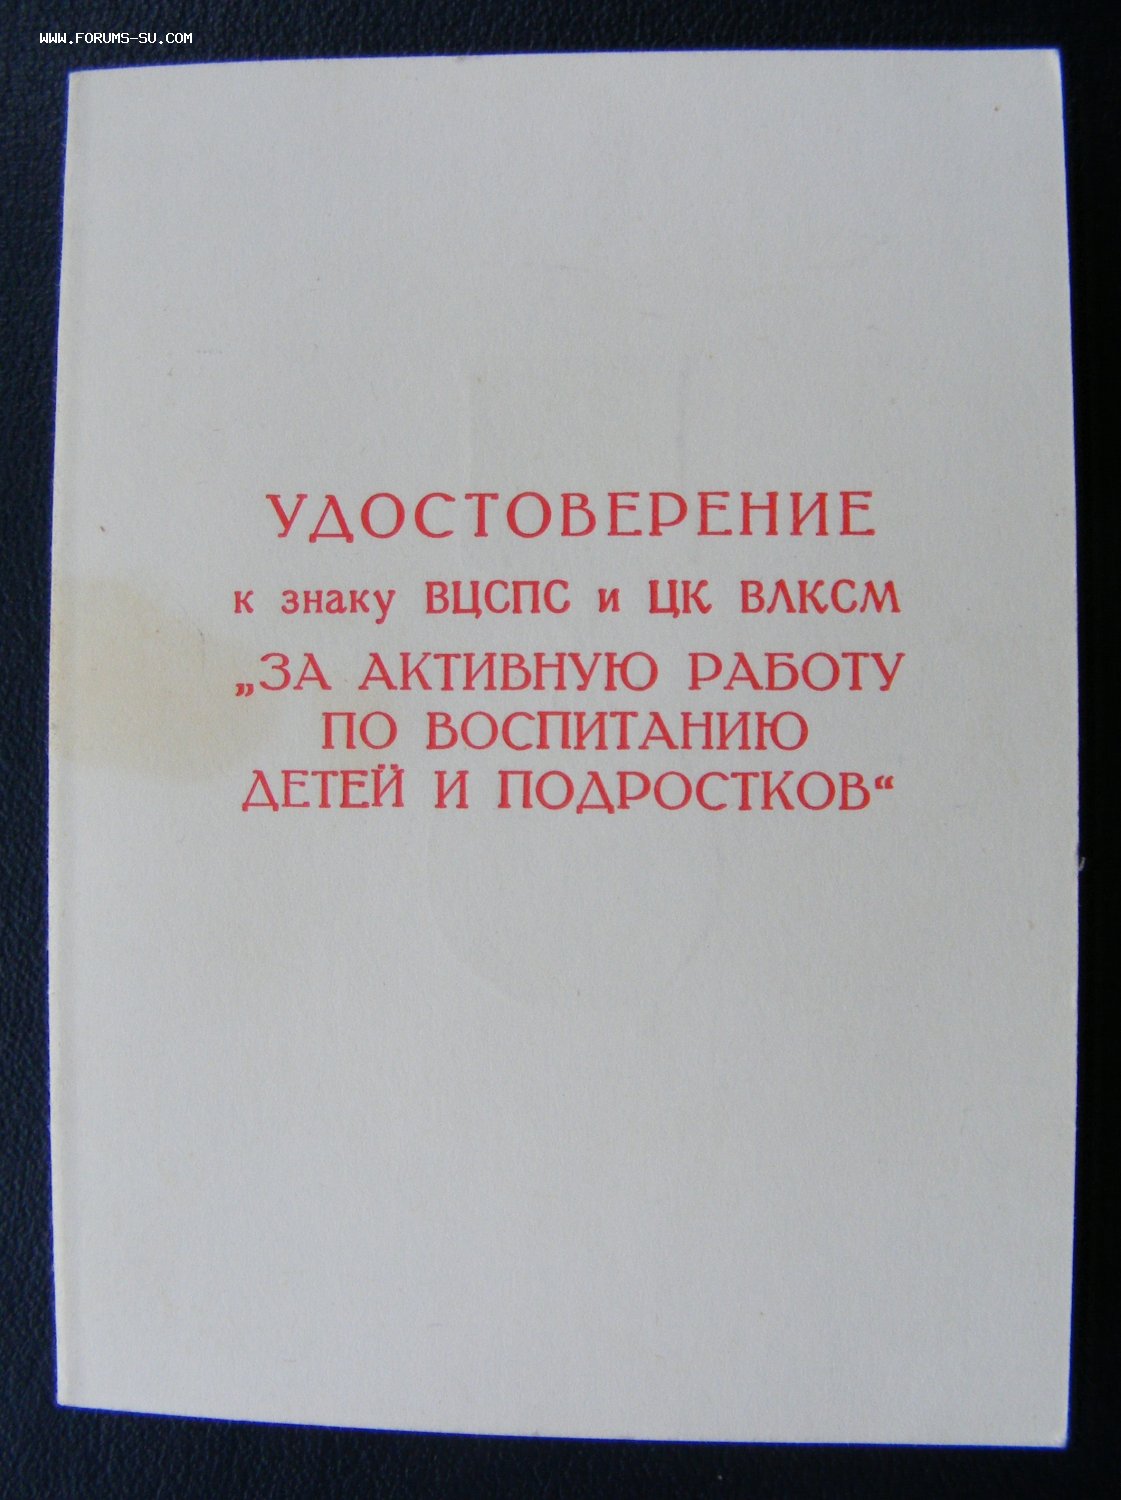 WWW.FORUMS-SU.COM
УДОСТОВЕРЕНИЕ
к знаку ВЦСПС и ЦК ВЛКСМ
„ЗА АКТИВНУЮ РАБОТУ
ПО ВОСПИТАНИЮ
ДЕТЕЙ И ПОДРОСТКОВ“